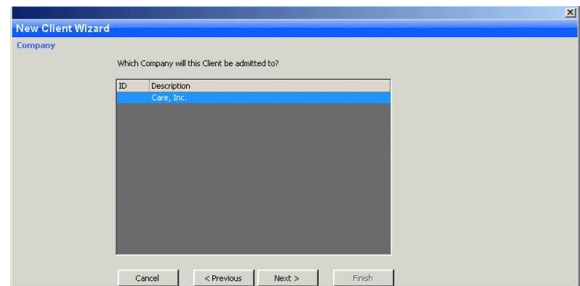 New Client Wizard
Company
Which Company will this Client be admitted to?
ID Description
Care, Inc.
Cancel < Previous Next > Finish